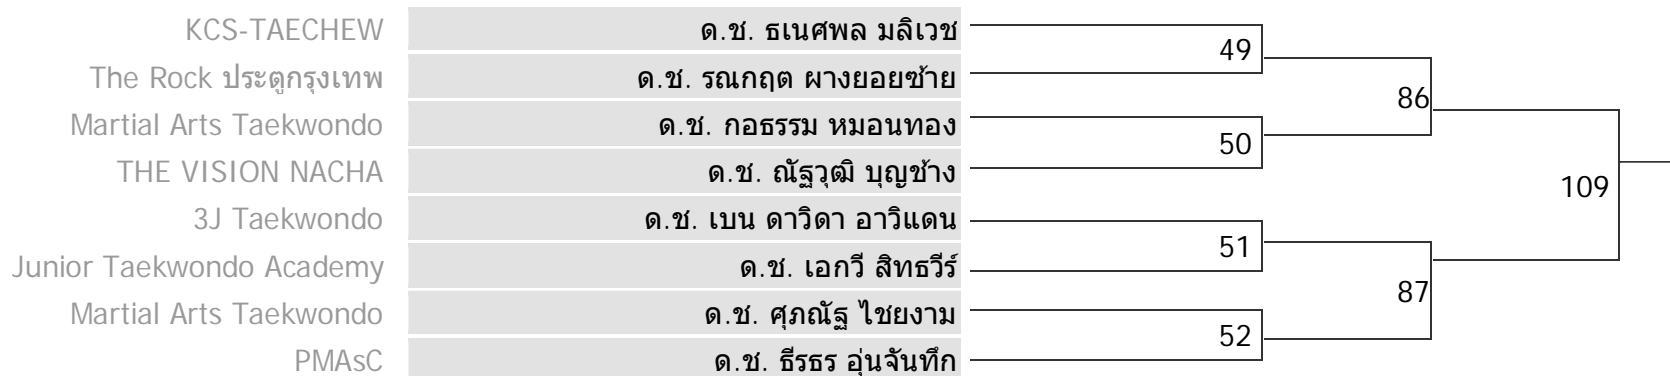 KCS-TAECHEW ด.ช. ธเนศพล มลิเวช
49
The Rock ประตูกรุงเทพ ด.ช. รณกฤต ผางยอยซ้าย
86
Martial Arts Taekwondo ด.ช. กอธรรม หมอนทอง
50
THE VISION NACHA ด.ช. ณัฐวุฒิ บุญช้าง
109
3J Taekwondo ด.ช. เบน ดาวิดา อาวิแดน
51
Junior Taekwondo Academy ด.ช. เอกวี สิทธวีร์
87
Martial Arts Taekwondo ด.ช. ศุภณัฐ ไชยงาม
52
PMAsC ด.ช. ธีรธร อุ่นจันทึก